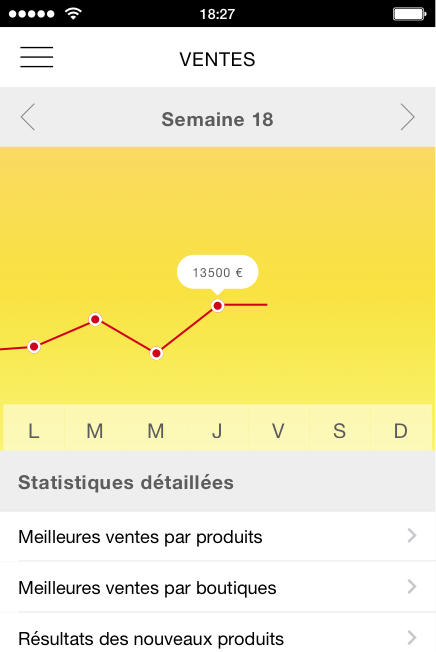 18:27
VENTES
Semaine 18
13500 €
L M M J V S D
Statistiques détaillées
Meilleures ventes par produits
Meilleures ventes par boutiques
Résultats des nouveaux produits